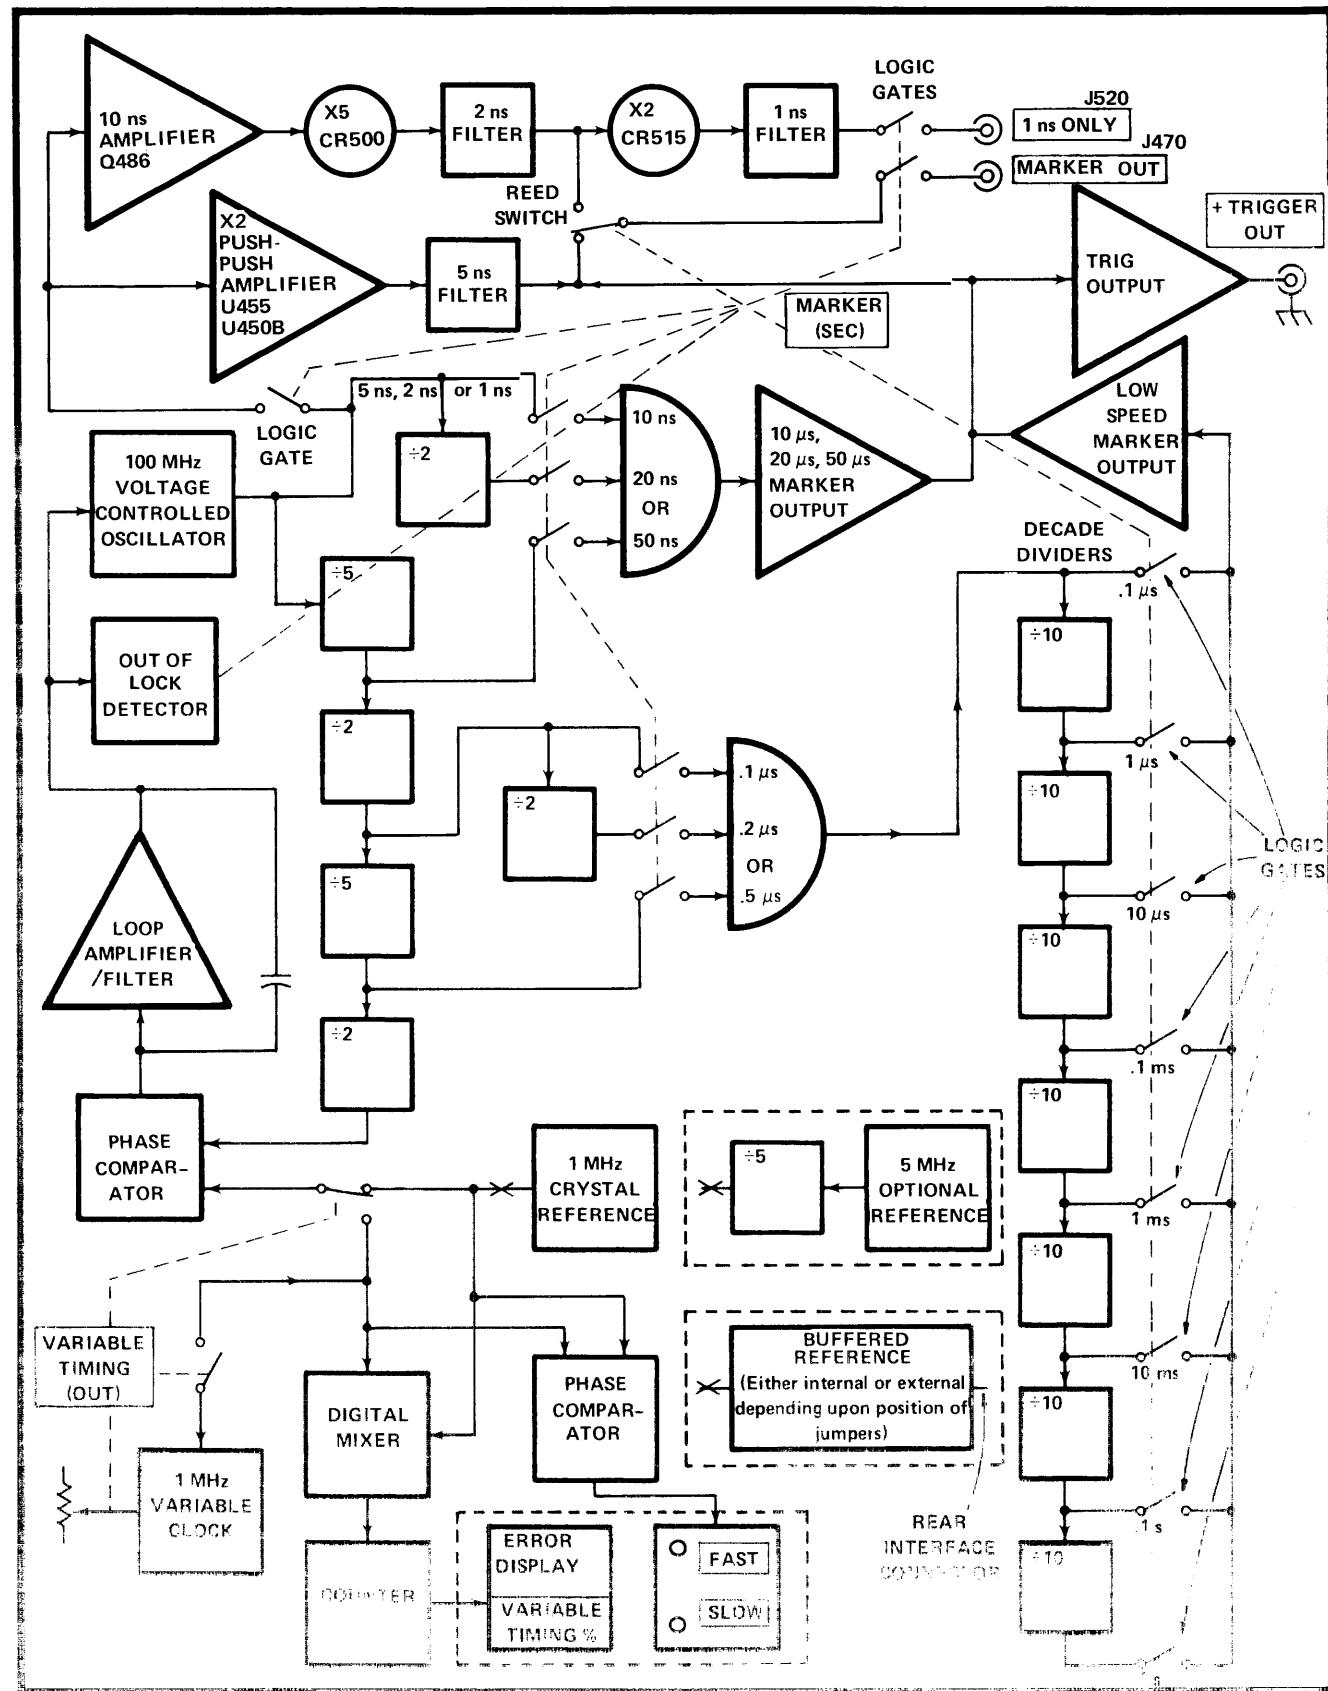 10 ns
AMPLIFIER
Q486
X5
CR500
2 ns
FILTER
X2
CR515
1 ns
FILTER
LOGIC
GATES
J520
1 ns ONLY
J470
MARKER OUT
REED
SWITCH
X2
PUSH-
PUSH
AMPLIFIER
U455
U450B
5 ns
FILTER
+ TRIGGER
OUT
TRIG
OUTPUT
MARKER
(SEC)
5 ns, 2 ns or 1 ns
LOGIC
GATE
÷2
10 ns
20 ns
OR
50 ns
10 µs,
20 µs, 50 µs
MARKER
OUTPUT
LOW
SPEED
MARKER
OUTPUT
100 MHz
VOLTAGE
CONTROLLED
OSCILLATOR
÷5
DECADE
DIVIDERS
.1 µs
÷10
OUT OF
LOCK
DETECTOR
÷2
1 µs
÷10
÷2
.1 µs
.2 µs
OR
.5 µs
LOGIC
GATES
÷5
10 µs
÷10
LOOP
AMPLIFIER
/FILTER
÷2
.1 ms
÷10
PHASE
COMPAR-
ATOR
1 MHz
CRYSTAL
REFERENCE
÷5
5 MHz
OPTIONAL
REFERENCE
1 ms
÷10
VARIABLE
TIMING
(OUT)
DIGITAL
MIXER
PHASE
COMPAR-
ATOR
BUFFERED
REFERENCE
(Either internal or external
depending upon position of
jumpers)
10 ms
÷10
1 MHz
VARIABLE
CLOCK
.1 s
÷10
REAR
INTERFACE
CONNECTOR
COUNTER
ERROR
DISPLAY
VARIABLE
TIMING %
FAST
SLOW